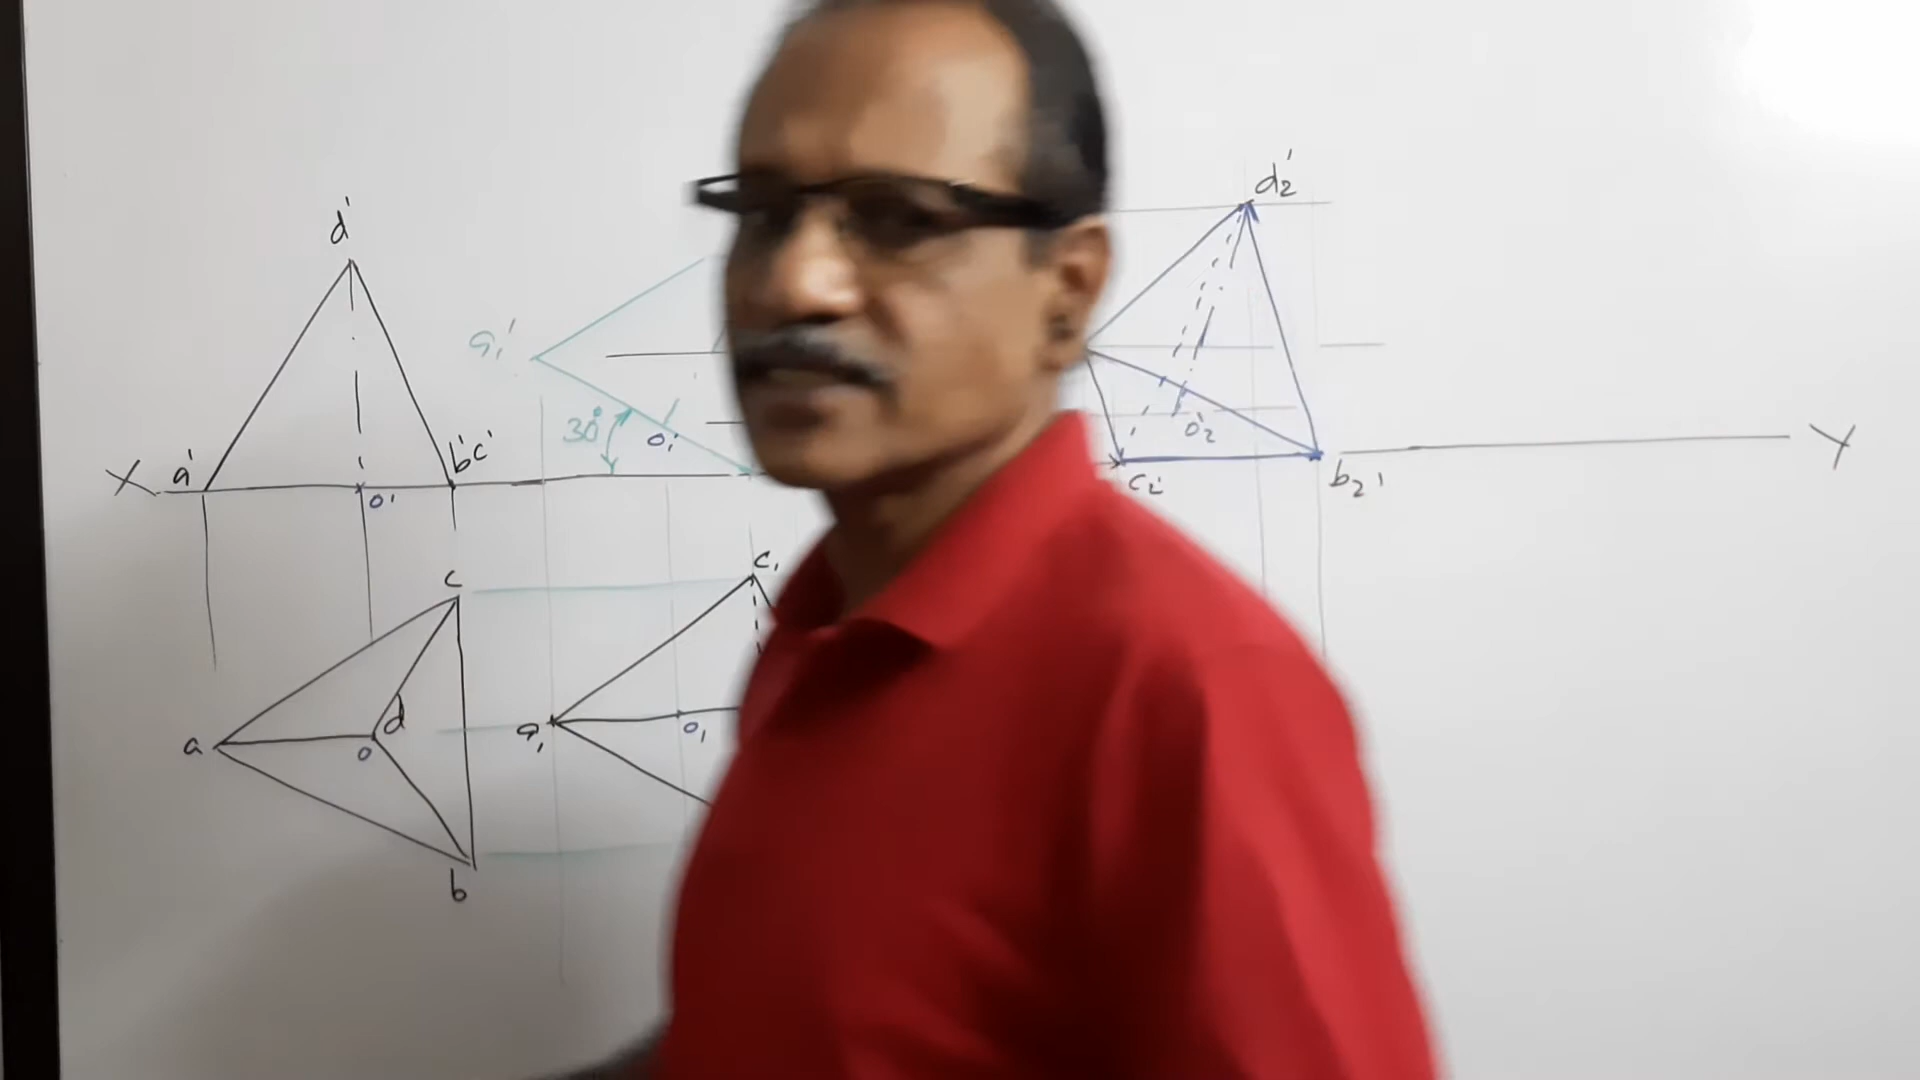 d'
d2'
a1'
30°
o1'
o2'
X a' o' b'c' c2' b2' Y
c
c1
a o d
a1 o1
b